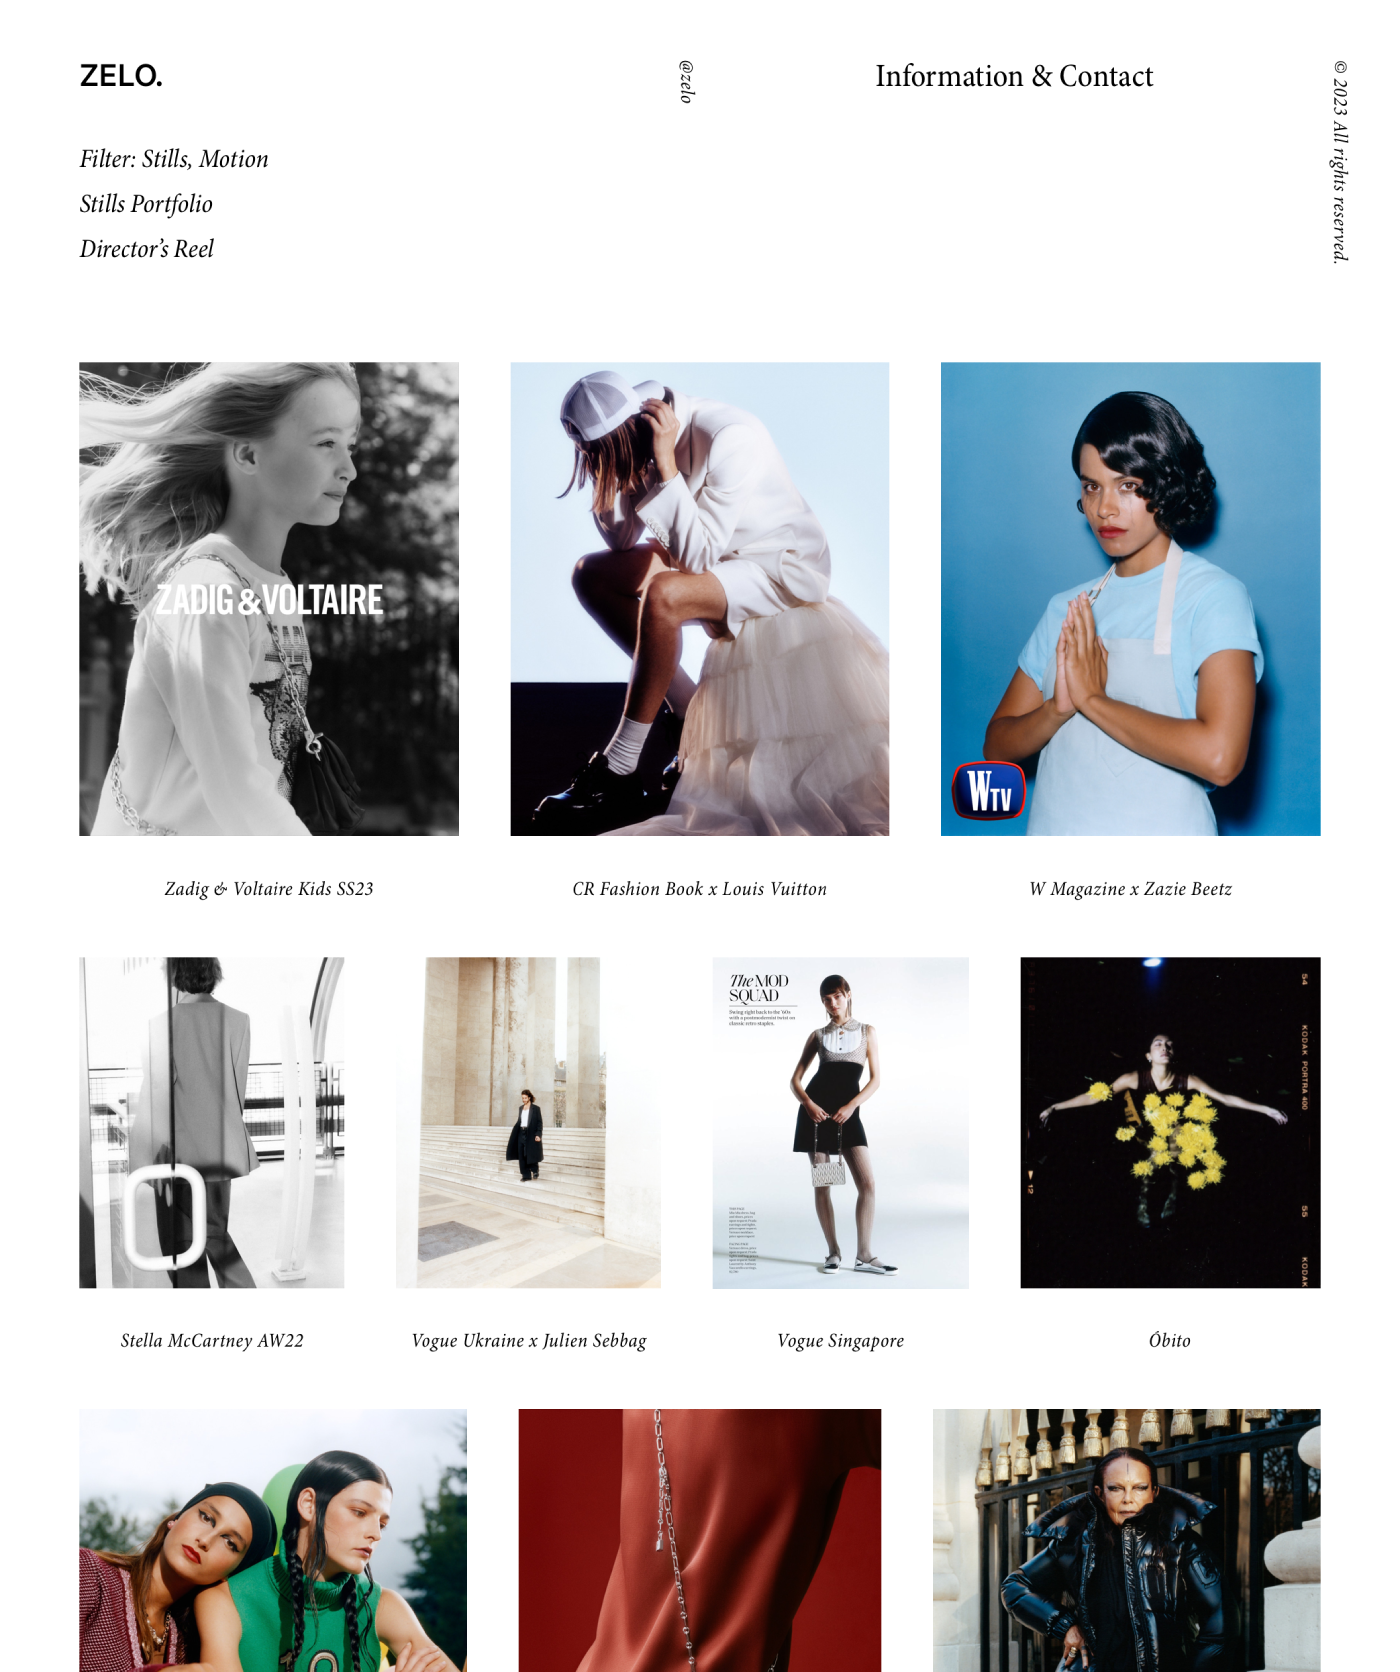 ZELO.
@zelo
Information & Contact
© 2023 All rights reserved.
Filter: Stills, Motion
Stills Portfolio
Director’s Reel
ZADIG & VOLTAIRE
WTV
Zadig & Voltaire Kids SS23
CR Fashion Book x Louis Vuitton
W Magazine x Zazie Beetz
The MOD
SQUAD
Swing right back to the '60s
with a postmodernist twist on
classic retro staples.
54
KODAK PORTRA 400
12
55
KODAK
Stella McCartney AW22
Vogue Ukraine x Julien Sebbag
Vogue Singapore
Óbito